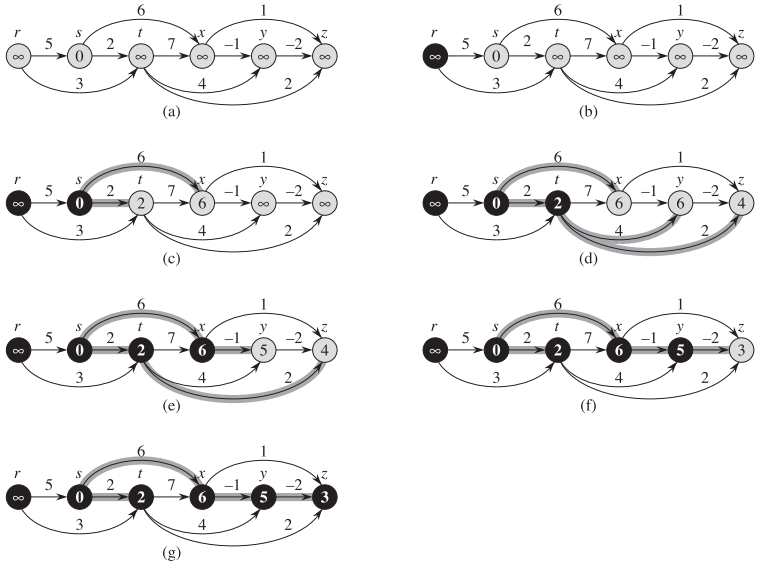 6 1
r s t x y z
∞ 5 0 2 ∞ 7 ∞ –1 ∞ –2 ∞
3 4 2
(a)
6 1
r s t x y z
∞ 5 0 2 ∞ 7 ∞ –1 ∞ –2 ∞
3 4 2
(b)
6 1
r s t x y z
∞ 5 0 2 2 7 6 –1 ∞ –2 ∞
3 4 2
(c)
6 1
r s t x y z
∞ 5 0 2 2 7 6 –1 6 –2 4
3 4 2
(d)
6 1
r s t x y z
∞ 5 0 2 2 7 6 –1 5 –2 4
3 4 2
(e)
6 1
r s t x y z
∞ 5 0 2 2 7 6 –1 5 –2 3
3 4 2
(f)
6 1
r s t x y z
∞ 5 0 2 2 7 6 –1 5 –2 3
3 4 2
(g)